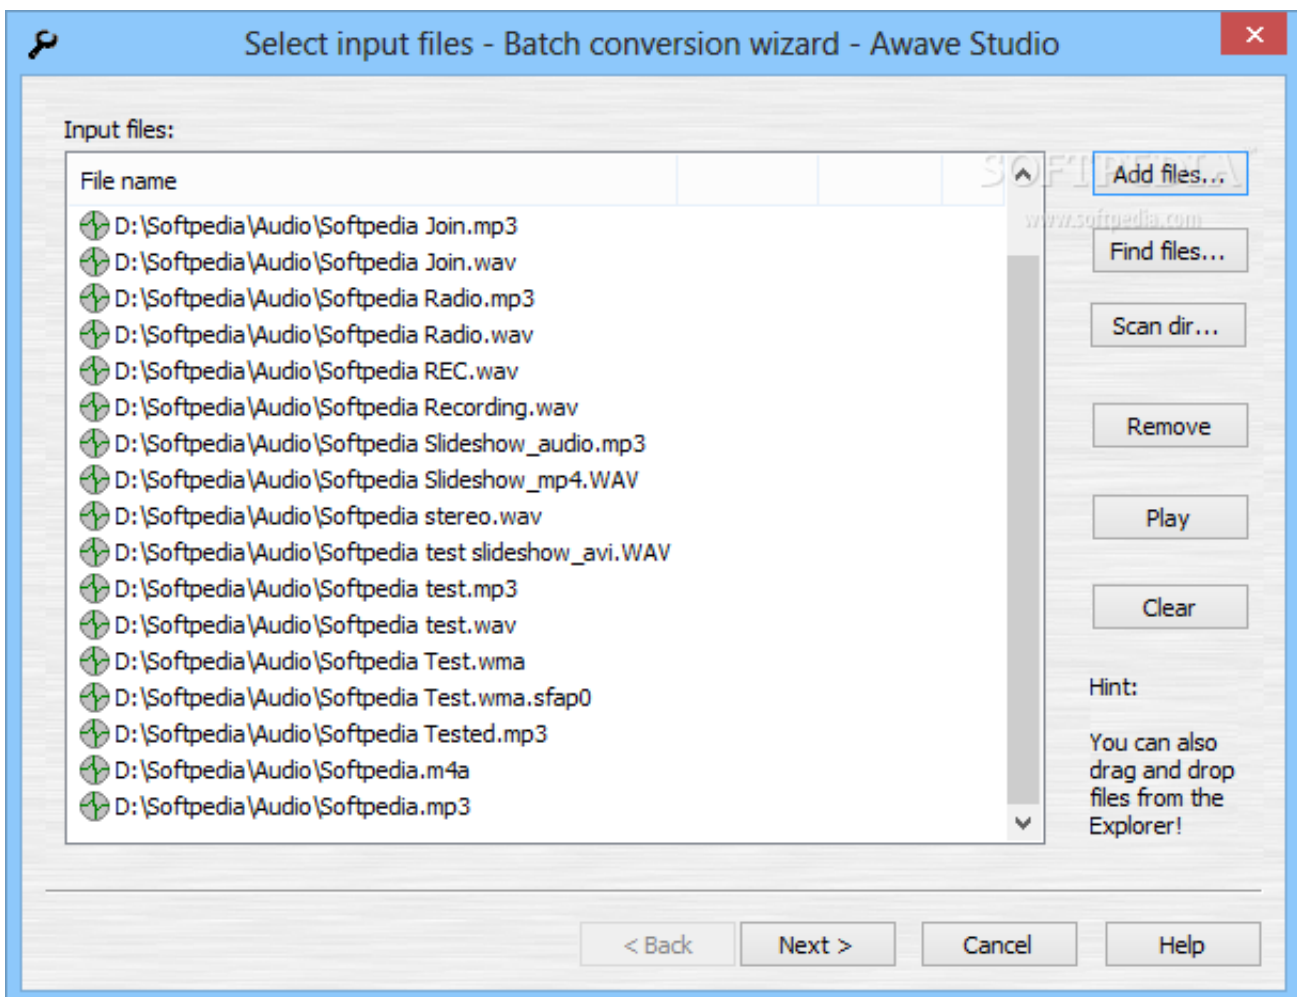 Select input files - Batch conversion wizard - Awave Studio
Input files:
File name
D:\Softpedia\Audio\Softpedia Join.mp3
D:\Softpedia\Audio\Softpedia Join.wav
D:\Softpedia\Audio\Softpedia Radio.mp3
D:\Softpedia\Audio\Softpedia Radio.wav
D:\Softpedia\Audio\Softpedia REC.wav
D:\Softpedia\Audio\Softpedia Recording.wav
D:\Softpedia\Audio\Softpedia Slideshow_audio.mp3
D:\Softpedia\Audio\Softpedia Slideshow_mp4.WAV
D:\Softpedia\Audio\Softpedia stereo.wav
D:\Softpedia\Audio\Softpedia test slideshow_avi.WAV
D:\Softpedia\Audio\Softpedia test.mp3
D:\Softpedia\Audio\Softpedia test.wav
D:\Softpedia\Audio\Softpedia Test.wma
D:\Softpedia\Audio\Softpedia Test.wma.sfap0
D:\Softpedia\Audio\Softpedia Tested.mp3
D:\Softpedia\Audio\Softpedia.m4a
D:\Softpedia\Audio\Softpedia.mp3
SOFTPEDIA
www.softpedia.com
Add files...
Find files...
Scan dir...
Remove
Play
Clear
Hint:
You can also
drag and drop
files from the
Explorer!
< Back
Next >
Cancel
Help